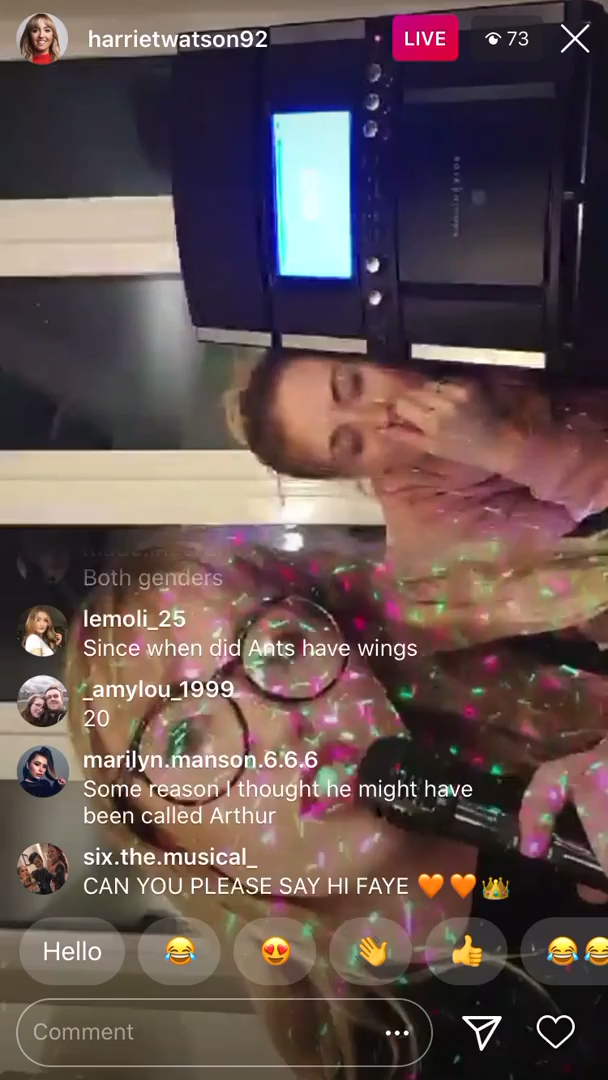 harrietwatson92
LIVE
73
Both genders
lemoli_25
Since when did Ants have wings
_amylou_1999
20
marilyn.manson.6.6.6
Some reason I thought he might have
been called Arthur
six.the.musical_
CAN YOU PLEASE SAY HI FAYE 🧡🧡👑
Hello 😂 😍 👋 👍 😂😂
Comment